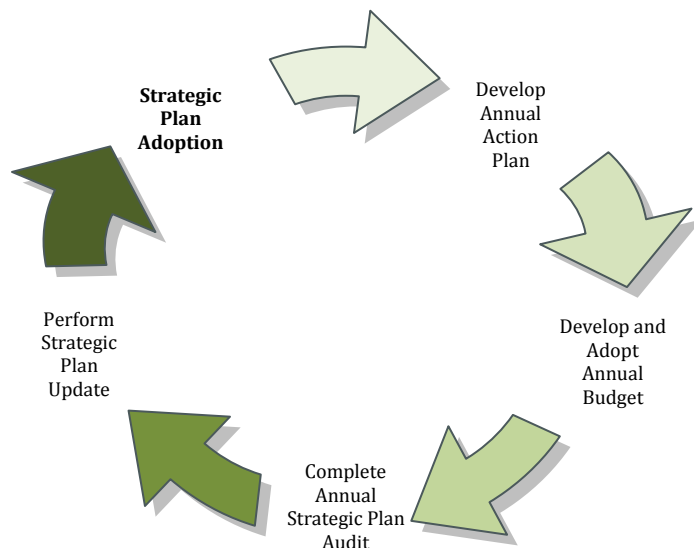 Strategic
Plan
Adoption
Develop
Annual
Action
Plan
Develop and
Adopt
Annual
Budget
Complete
Annual
Strategic Plan
Audit
Perform
Strategic
Plan
Update